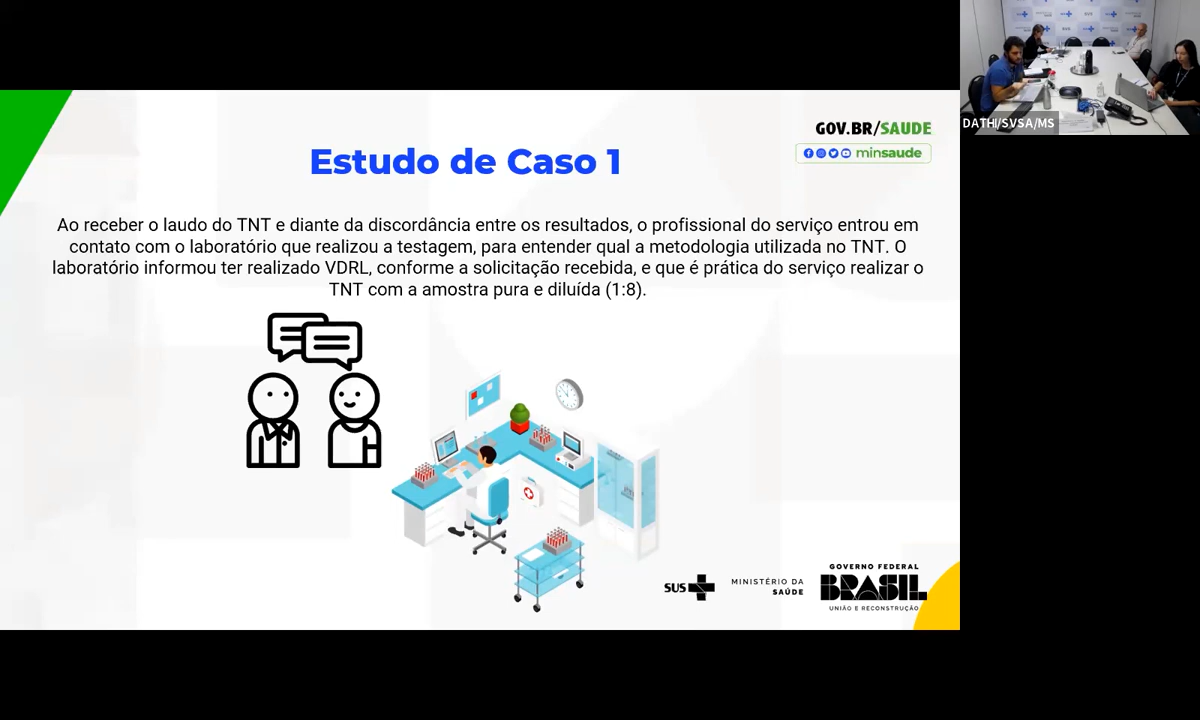 GOV.BR/SAUDE
minsaude
Estudo de Caso 1
Ao receber o laudo do TNT e diante da discordância entre os resultados, o profissional do serviço entrou em
contato com o laboratório que realizou a testagem, para entender qual a metodologia utilizada no TNT. O
laboratório informou ter realizado VDRL, conforme a solicitação recebida, e que é prática do serviço realizar o
TNT com a amostra pura e diluída (1:8).
SUS
MINISTÉRIO DA
SAÚDE
GOVERNO FEDERAL
BRASIL
UNIÃO E RECONSTRUÇÃO
DATHI/SVSA/MS